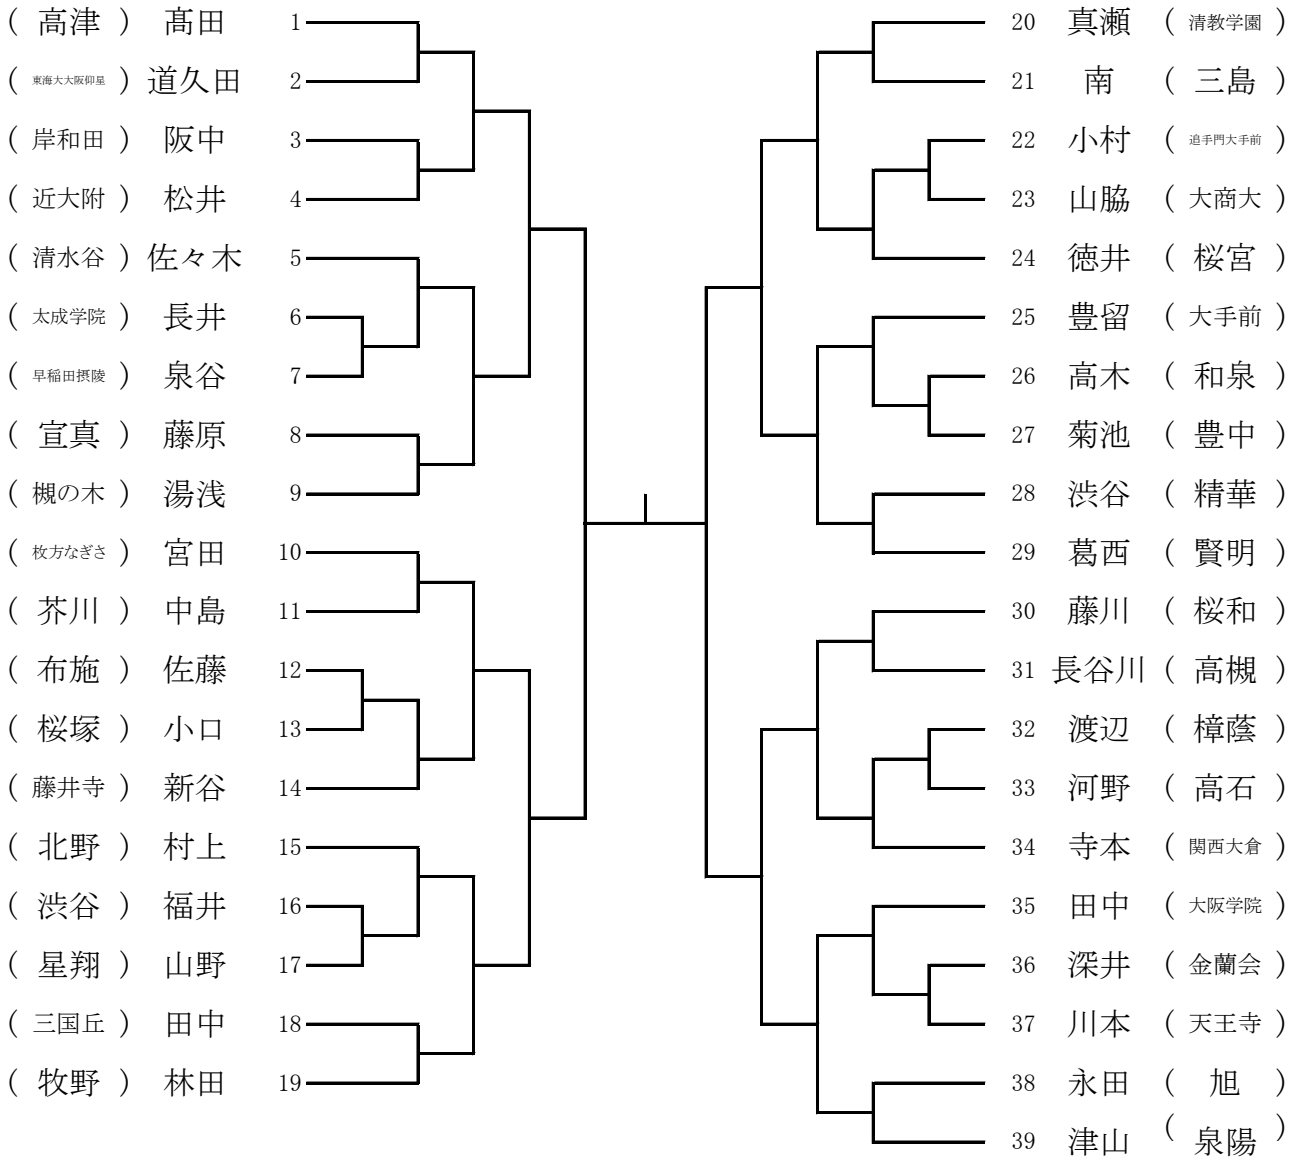 ( 高津 ) 髙田 1
( 東海大大阪仰星 ) 道久田 2
( 岸和田 ) 阪中 3
( 近大附 ) 松井 4
( 清水谷 ) 佐々木 5
( 太成学院 ) 長井 6
( 早稲田摂陵 ) 泉谷 7
( 宣真 ) 藤原 8
( 槻の木 ) 湯浅 9
( 枚方なぎさ ) 宮田 10
( 芥川 ) 中島 11
( 布施 ) 佐藤 12
( 桜塚 ) 小口 13
( 藤井寺 ) 新谷 14
( 北野 ) 村上 15
( 渋谷 ) 福井 16
( 星翔 ) 山野 17
( 三国丘 ) 田中 18
( 牧野 ) 林田 19
20 真瀬 ( 清教学園 )
21 南 ( 三島 )
22 小村 ( 追手門大手前 )
23 山脇 ( 大商大 )
24 徳井 ( 桜宮 )
25 豊留 ( 大手前 )
26 高木 ( 和泉 )
27 菊池 ( 豊中 )
28 渋谷 ( 精華 )
29 葛西 ( 賢明 )
30 藤川 ( 桜和 )
31 長谷川 ( 高槻 )
32 渡辺 ( 樟蔭 )
33 河野 ( 高石 )
34 寺本 ( 関西大倉 )
35 田中 ( 大阪学院 )
36 深井 ( 金蘭会 )
37 川本 ( 天王寺 )
38 永田 ( 旭 )
39 津山 ( 泉陽 )